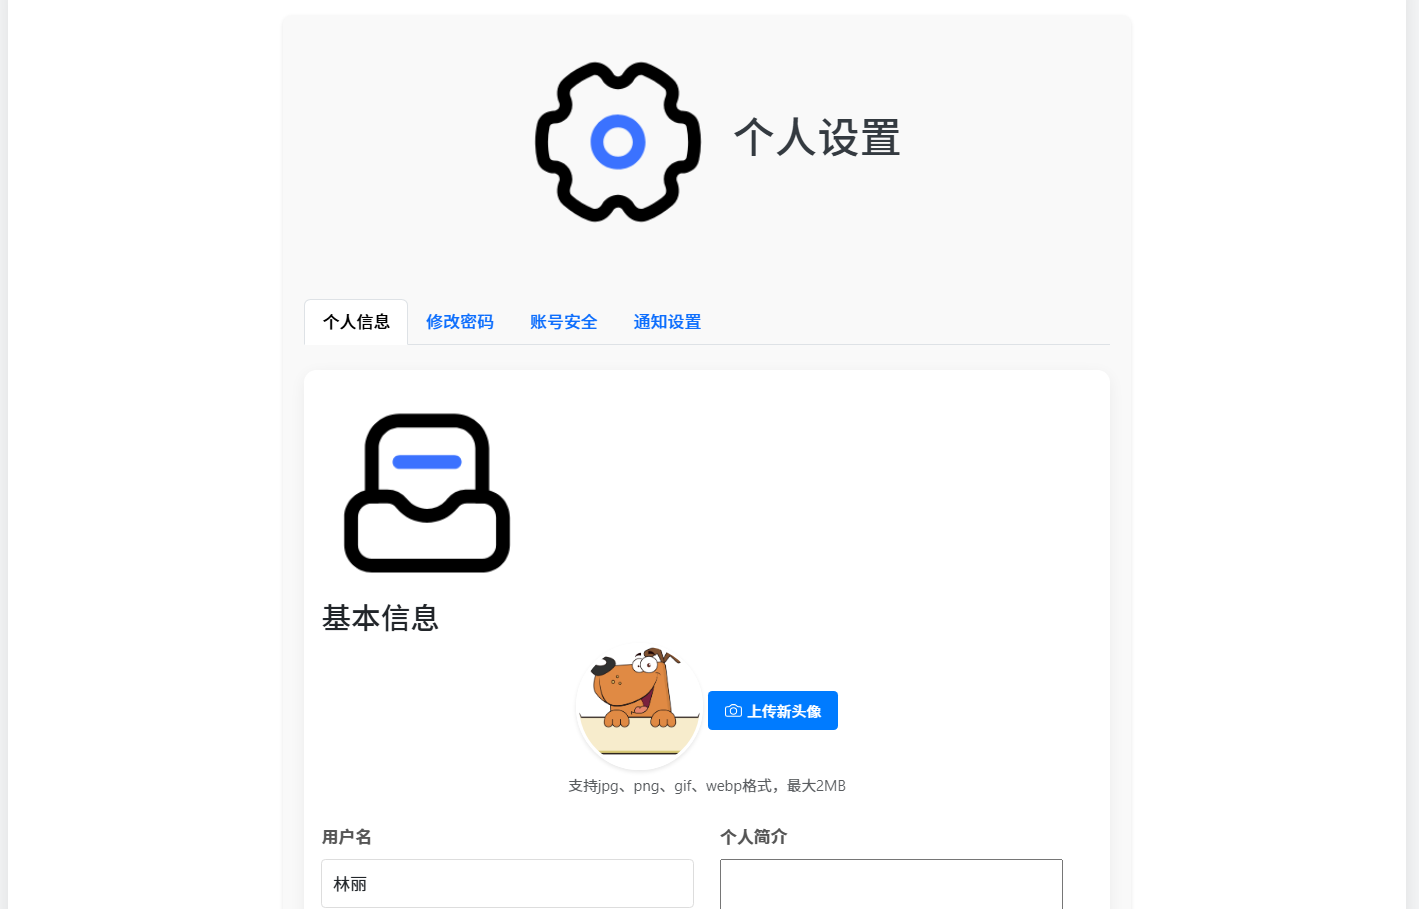 个人设置
个人信息 修改密码 账号安全 通知设置
基本信息
上传新头像
支持jpg、png、gif、webp格式，最大2MB
用户名 个人简介
林丽